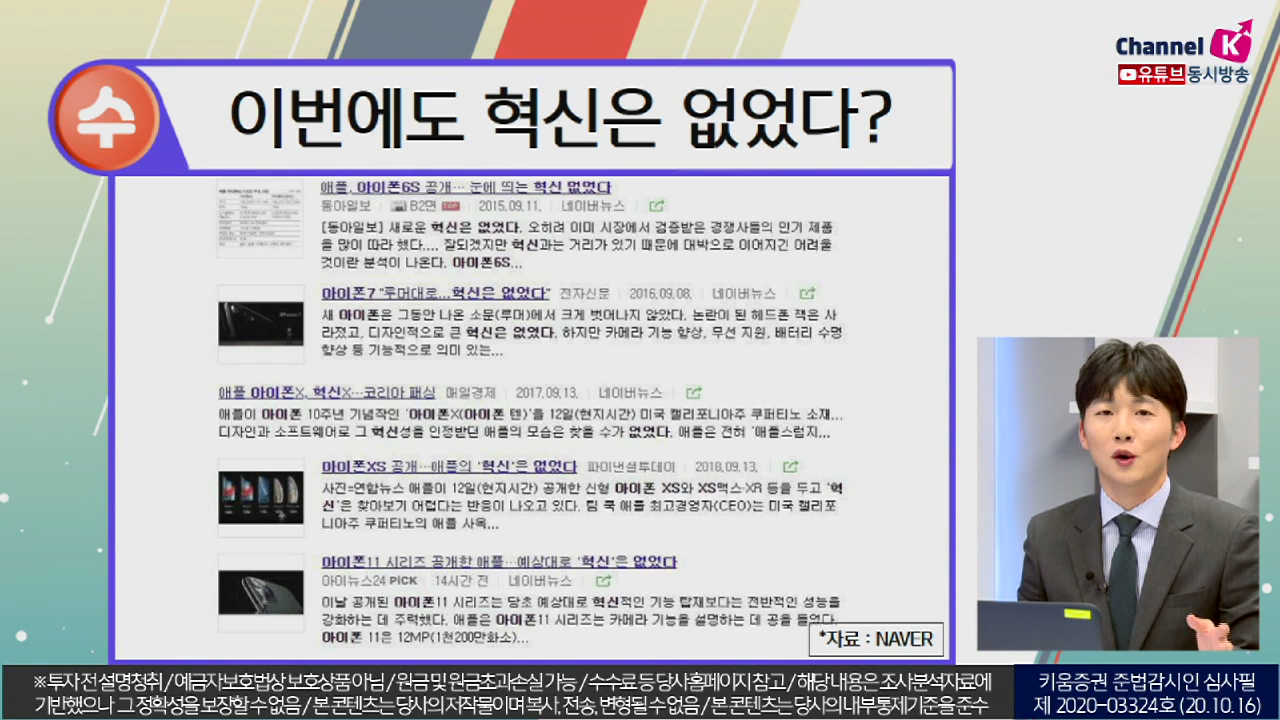 Channel K
유튜브동시방송
수
이번에도 혁신은 없었다?
애플, 아이폰6S 공개… 눈에 띄는 혁신 없었다
동아일보 B2면 TOP 2015.09.11. 네이버뉴스
[동아일보] 새로운 혁신은 없었다. 오히려 이미 시장에서 검증받은 경쟁사들의 인기 제품
을 많이 따라 했다.... 잘되겠지만 혁신과는 거리가 있기 때문에 대박으로 이어지긴 어려울
것이란 분석이 나온다. 아이폰6S...
아이폰7 "루머대로...혁신은 없었다" 전자신문 2016.09.08. 네이버뉴스
새 아이폰은 그동안 나온 소문(루머)에서 크게 벗어나지 않았다. 논란이 된 헤드폰 잭은 사
라졌고, 디자인적으로 큰 혁신은 없었다. 하지만 카메라 기능 향상, 무선 지원, 배터리 수명
향상 등 기능적으로 의미 있는...
애플 아이폰X, 혁신X…코리아 패싱 매일경제 2017.09.13. 네이버뉴스
애플이 아이폰 10주년 기념작인 '아이폰X(아이폰 텐)'을 12일(현지시간) 미국 캘리포니아주 쿠퍼티노 소재...
디자인과 소프트웨어로 그 혁신성을 인정받던 애플의 모습은 찾을 수가 없었다. 애플은 전혀 '애플스럽지...
아이폰XS 공개…애플의 '혁신'은 없었다 파이낸셜투데이 2018.09.13.
사진=연합뉴스 애플이 12일(현지시간) 공개한 신형 아이폰 XS와 XS맥스·XR 등을 두고 '혁
신'은 찾아보기 어렵다는 반응이 나오고 있다. 팀 쿡 애플 최고경영자(CEO)는 미국 캘리포
니아주 쿠퍼티노의 애플 사옥...
아이폰11 시리즈 공개한 애플…예상대로 '혁신'은 없었다
아이뉴스24 PiCK 14시간 전 네이버뉴스
이날 공개된 아이폰11 시리즈는 당초 예상대로 혁신적인 기능 탑재보다는 전반적인 성능을
강화하는 데 주력했다. 애플은 아이폰11 시리즈는 카메라 기능을 설명하는 데 공을 들였다.
아이폰 11은 12MP(1천200만화소)...
*자료 : NAVER
※ 투자 전 설명청취 / 예금자보호법상 보호상품 아님 / 원금 및 원금초과손실 가능 / 수수료 등 당사홈페이지 참고 / 해당 내용은 조사분석자료에
기반했으나 그 정확성을 보장할 수 없음 / 본 콘텐츠는 당사의 저작물이며 복사, 전송, 변형될 수 없음 / 본 콘텐츠는 당사의 내부통제기준을 준수
키움증권 준법감시인 심사필
제 2020-03324호 (20.10.16)